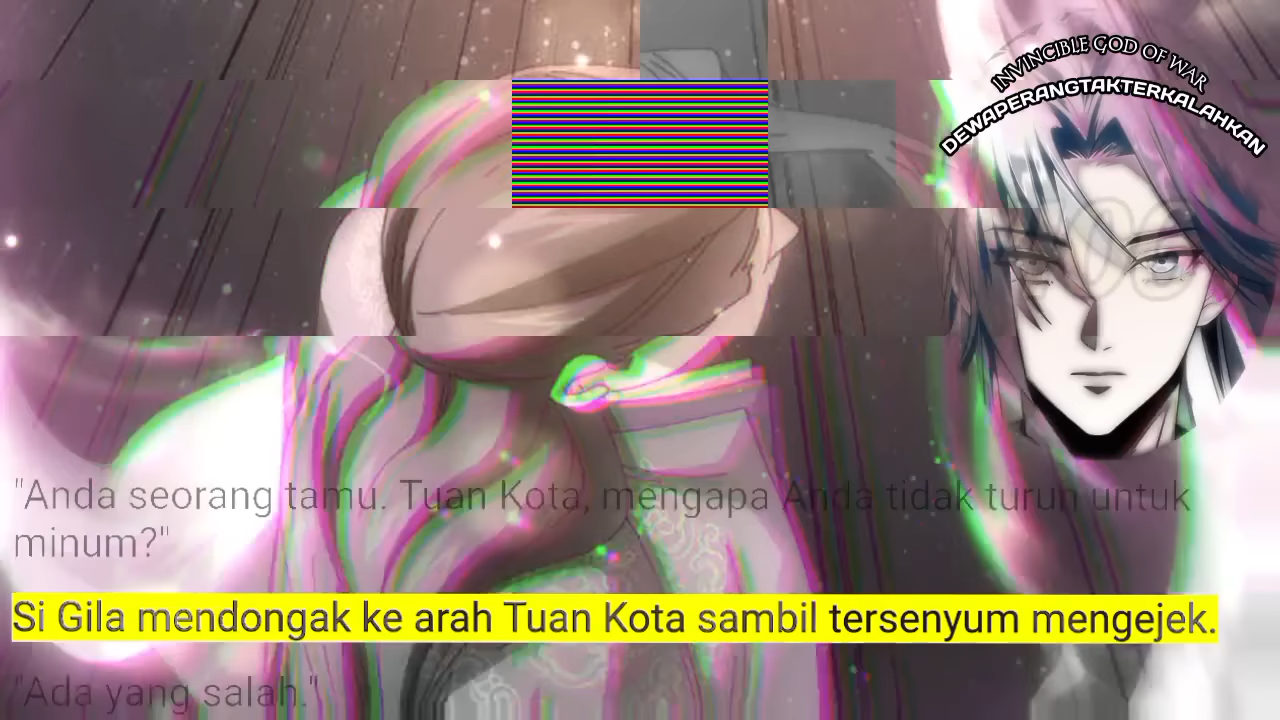 INVINCIBLE GOD OF WAR
DEWAPERANGTAKTERKALAHKAN
"Anda seorang tamu. Tuan Kota, mengapa Anda tidak turun untuk
minum?"
Si Gila mendongak ke arah Tuan Kota sambil tersenyum mengejek.
"Ada yang salah."